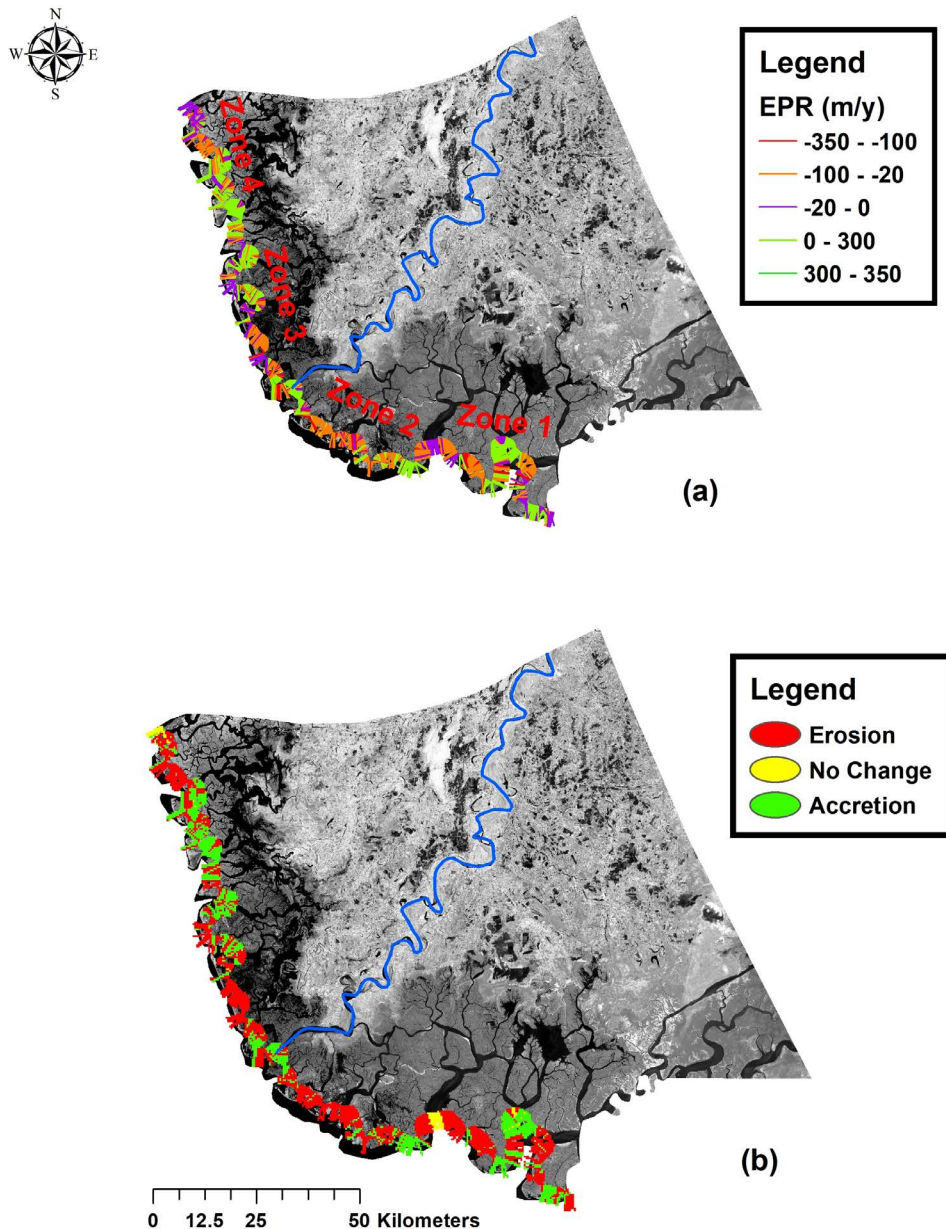 N
W E
S
Legend
EPR (m/y)
-350 - -100
-100 - -20
-20 - 0
0 - 300
300 - 350
Zone 4
Zone 3
Zone 2
Zone 1
(a)
Legend
Erosion
No Change
Accretion
(b)
0 12.5 25 50 Kilometers